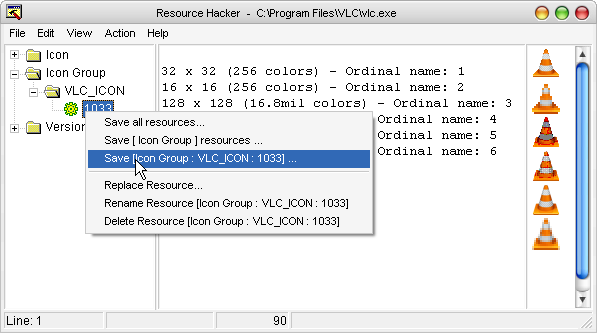 Resource Hacker - C:\Program Files\VLC\vlc.exe
File Edit View Action Help
Icon
Icon Group
VLC_ICON
1033
Version
32 x 32 (256 colors) - Ordinal name: 1
16 x 16 (256 colors) - Ordinal name: 2
128 x 128 (16.8mil colors) - Ordinal name: 3
Ordinal name: 4
Ordinal name: 5
Ordinal name: 6
Save all resources...
Save [ Icon Group ] resources ...
Save [Icon Group : VLC_ICON : 1033] ...
Replace Resource...
Rename Resource [Icon Group : VLC_ICON : 1033]
Delete Resource [Icon Group : VLC_ICON : 1033]
Line: 1
90